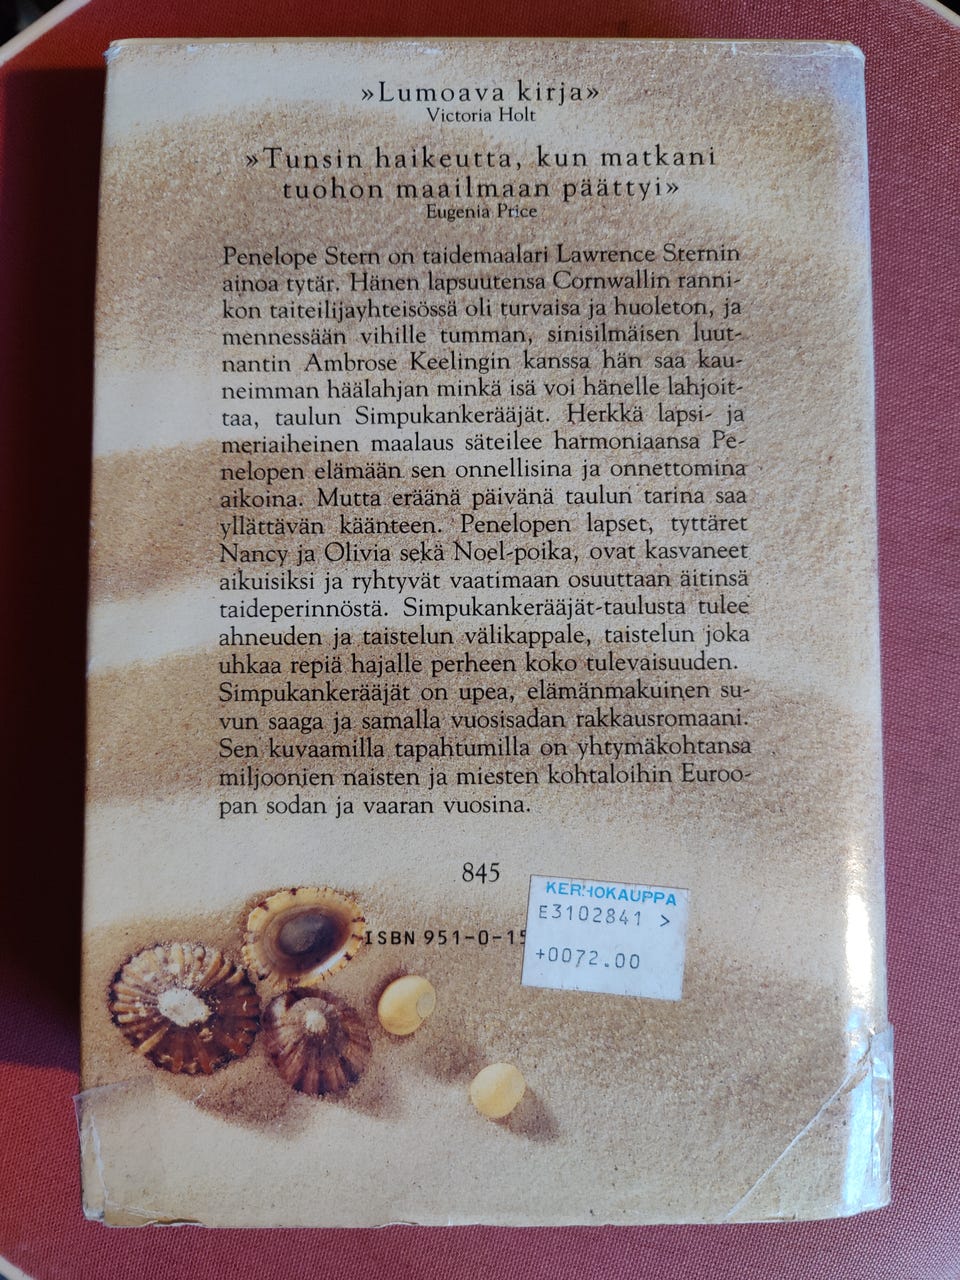 »Lumoava kirja»
Victoria Holt
»Tunsin haikeutta, kun matkani
tuohon maailmaan päättyi»
Eugenia Price
Penelope Stern on taidemaalari Lawrence Sternin
ainoa tytär. Hänen lapsuutensa Cornwallin ranni-
kon taiteilijayhteisössä oli turvaisa ja huoleton, ja
mennessään vihille tumman, sinisilmäisen luut-
nantin Ambrose Keelingin kanssa hän saa kau-
neimman häälahjan minkä isä voi hänelle lahjoit-
taa, taulun Simpukankerääjät. Herkkä lapsi- ja
meriaiheinen maalaus säteilee harmoniaansa Pe-
nelopen elämään sen onnellisina ja onnettomina
aikoina. Mutta eräänä päivänä taulun tarina saa
yllättävän käänteen. Penelopen lapset, tyttäret
Nancy ja Olivia sekä Noel-poika, ovat kasvaneet
aikuisiksi ja ryhtyvät vaatimaan osuuttaan äitinsä
taideperinnöstä. Simpukankerääjät-taulusta tulee
ahneuden ja taistelun välikappale, taistelun joka
uhkaa repiä hajalle perheen koko tulevaisuuden.
Simpukankerääjät on upea, elämänmakuinen su-
vun saaga ja samalla vuosisadan rakkausromaani.
Sen kuvaamilla tapahtumilla on yhtymäkohtansa
miljoonien naisten ja miesten kohtaloihin Euroo-
pan sodan ja vaaran vuosina.
845
KERHOKAUPPA
E3102841 >
ISBN 951-0-15
+0072.00